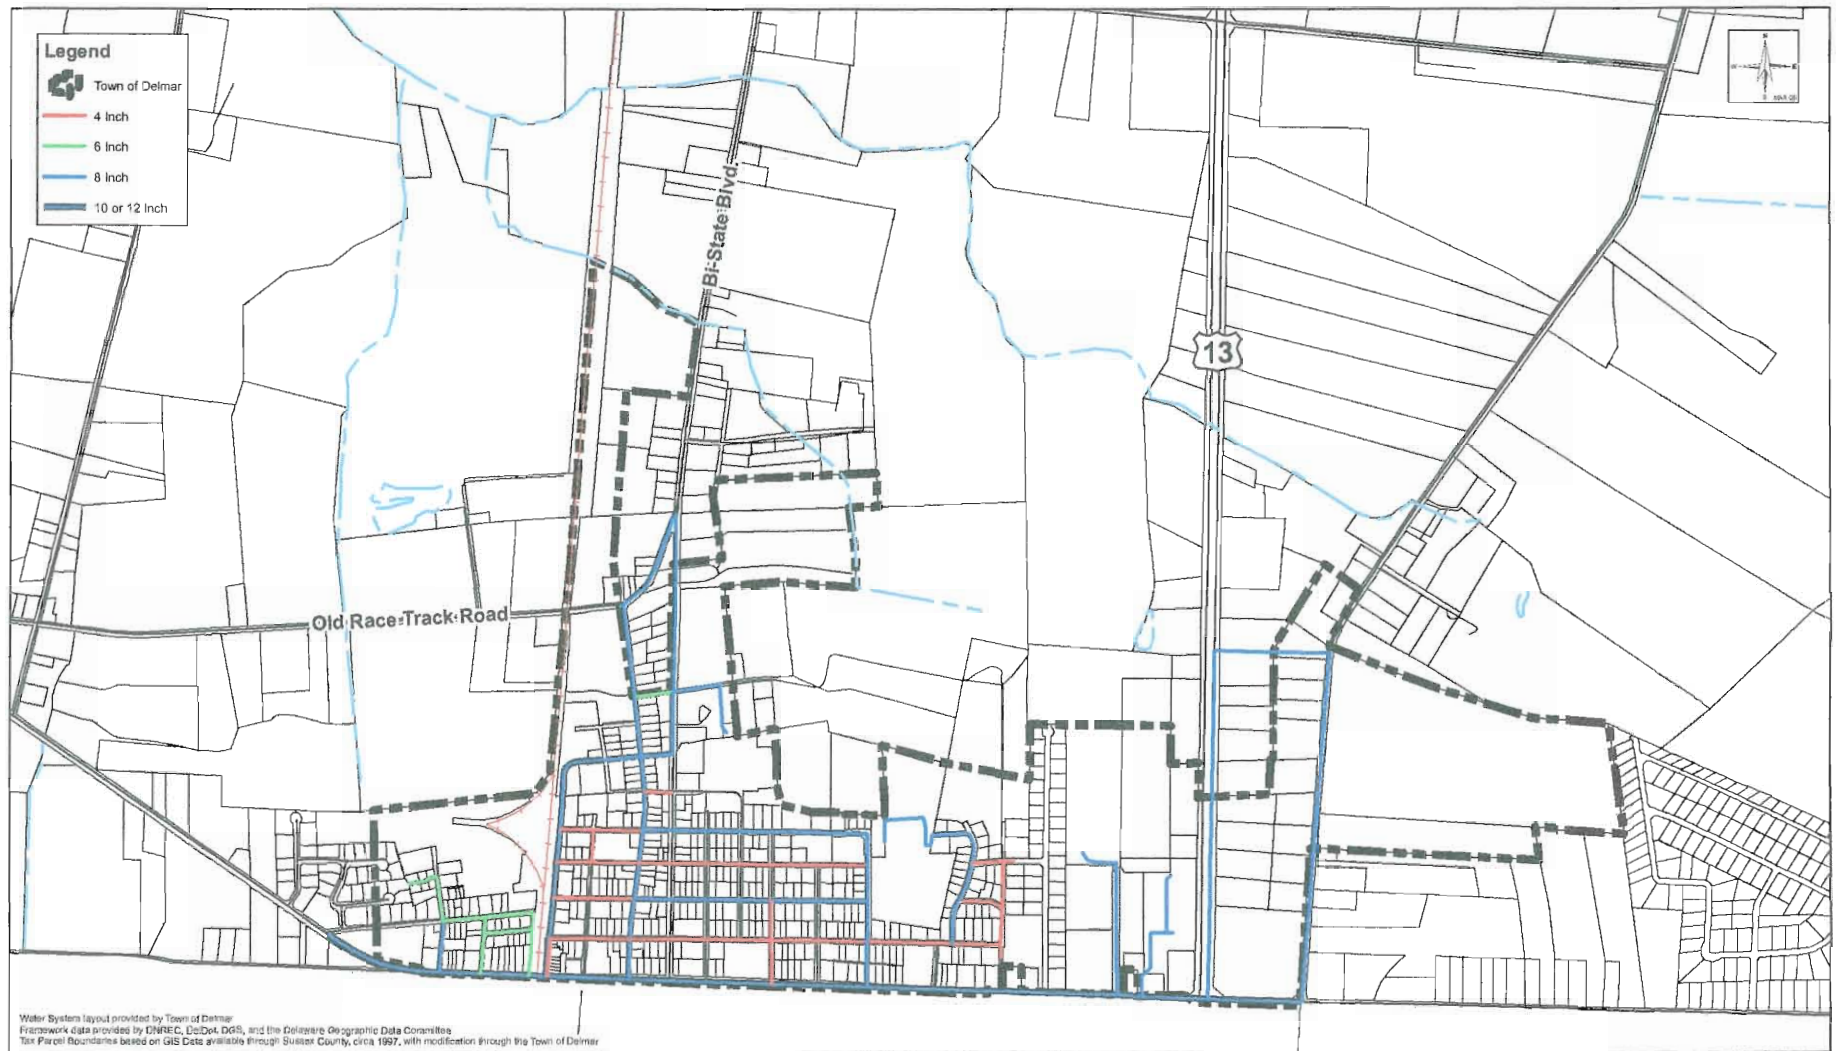 Legend
Town of Delmar
4 Inch
6 Inch
8 Inch
10 or 12 Inch
N
Bi-State Blvd.
13
Old Race Track Road
Water System layout provided by Town of Delmar
Framework data provided by DNREC, DelDot, DGS, and the Delaware Geographic Data Committee
Tax Parcel Boundaries based on GIS Data available through Sussex County, circa 1997, with modification through the Town of Delmar